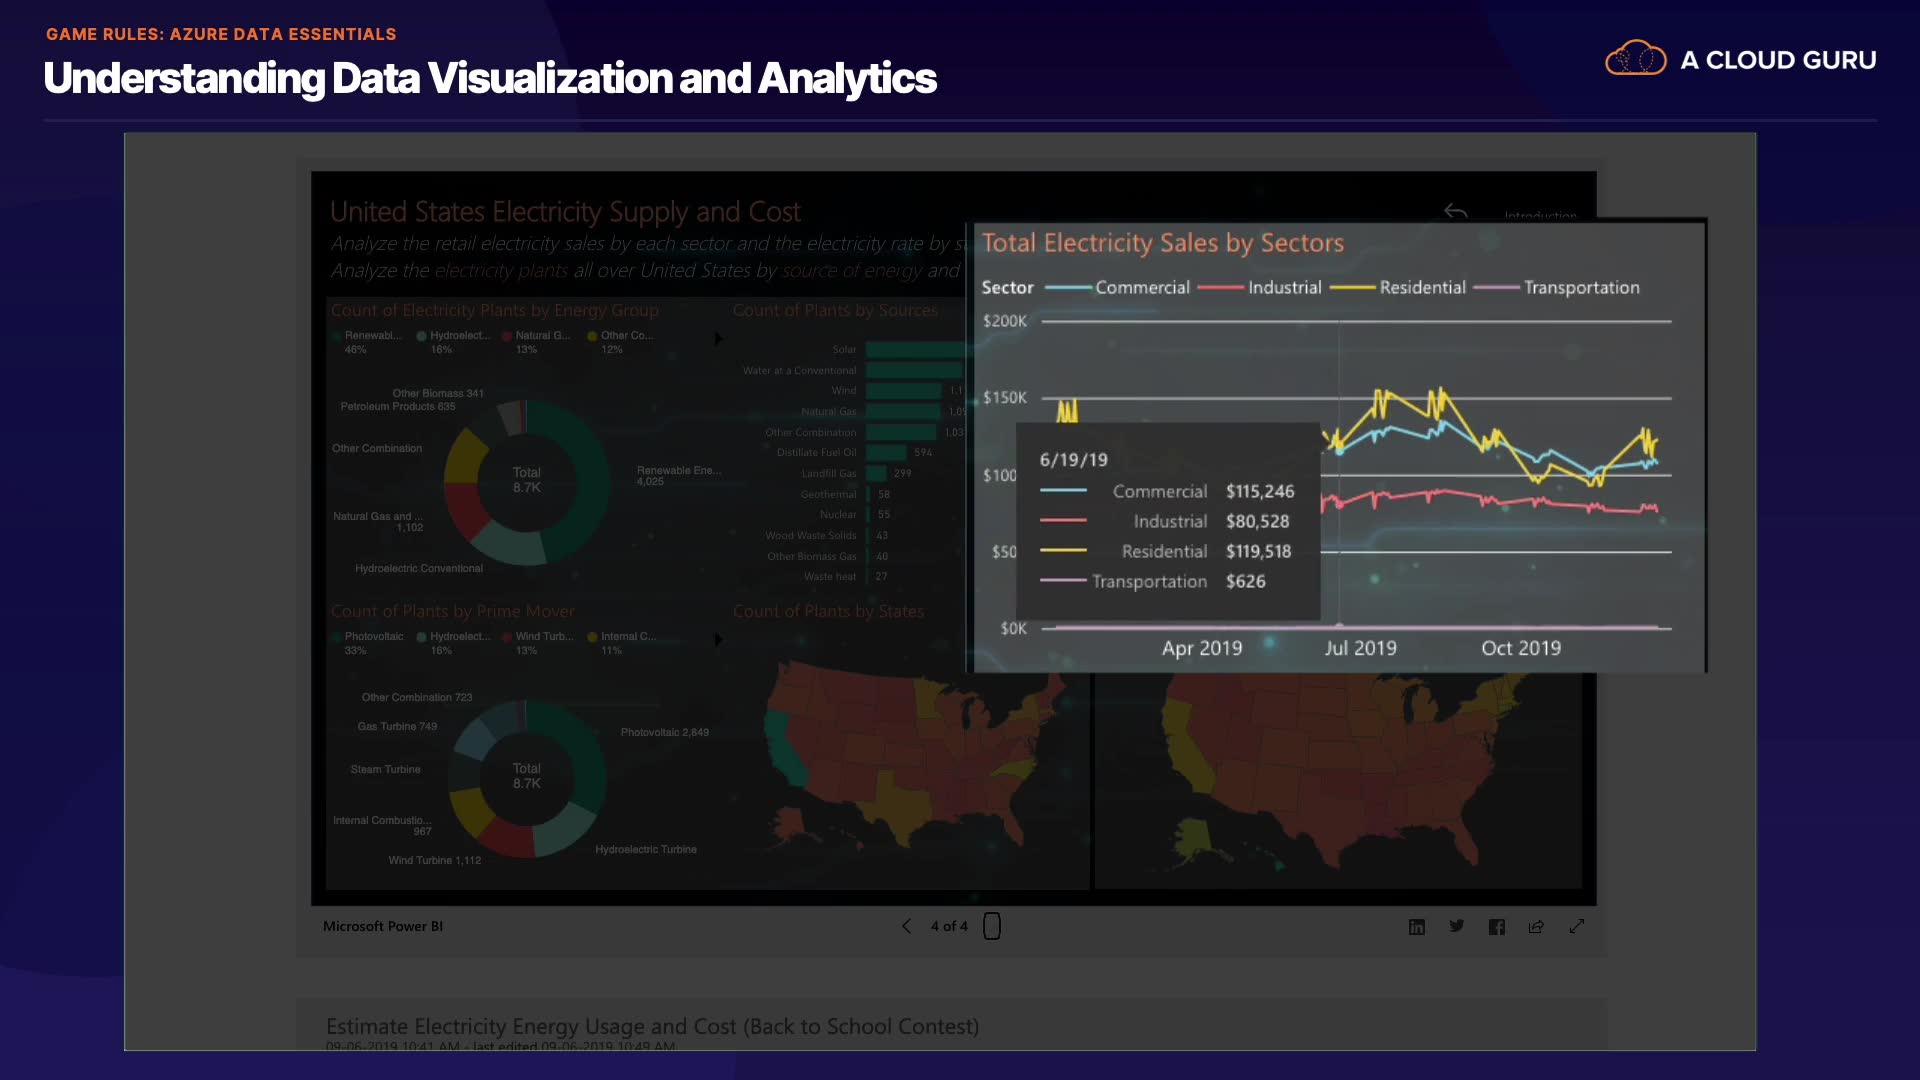 GAME RULES: AZURE DATA ESSENTIALS
Understanding Data Visualization and Analytics
A CLOUD GURU
United States Electricity Supply and Cost
Analyze the retail electricity sales by each sector and the electricity rate by
Analyze the electricity plants all over United States by source of energy and
Introduction
Count of Electricity Plants by Energy Group
Renewabl... Hydroelect... Natural G... Other Co...
46% 16% 13% 12%
Other Biomass 341
Petroleum Products 635
Other Combination
Natural Gas and ...
1,102
Hydroelectric Conventional
Renewable Ene...
4,025
Total
8.7K
Count of Plants by Sources
Solar
Water at a Conventional
Wind 1.1
Natural Gas 1,09
Other Combination 1,03
Distillate Fuel Oil 594
Landfill Gas 299
Geothermal 58
Nuclear 55
Wood Waste Solids 43
Other Biomass Gas 40
Waste heat 27
Total Electricity Sales by Sectors
Sector Commercial Industrial Residential Transportation
$200K
$150K
$100
$50
$0K
6/19/19
Commercial $115,246
Industrial $80,528
Residential $119,518
Transportation $626
Apr 2019 Jul 2019 Oct 2019
Count of Plants by Prime Mover
Photovoltaic Hydroelect... Wind Turb... Internal C...
33% 16% 13% 11%
Other Combination 723
Gas Turbine 749
Steam Turbine
Internal Combustio...
967
Wind Turbine 1,112
Hydroelectric Turbine
Photovoltaic 2,849
Total
8.7K
Count of Plants by States
Microsoft Power BI
4 of 4
Estimate Electricity Energy Usage and Cost (Back to School Contest)
09-06-2019 10:41 AM - last edited 09-06-2019 10:49 AM